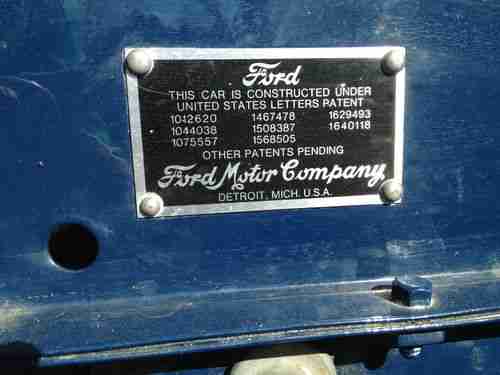 Ford
THIS CAR IS CONSTRUCTED UNDER
UNITED STATES LETTERS PATENT
1042620 1467478 1629493
1044038 1508387 1640118
1075557 1568505
OTHER PATENTS PENDING
Ford Motor Company
DETROIT, MICH. U.S.A.